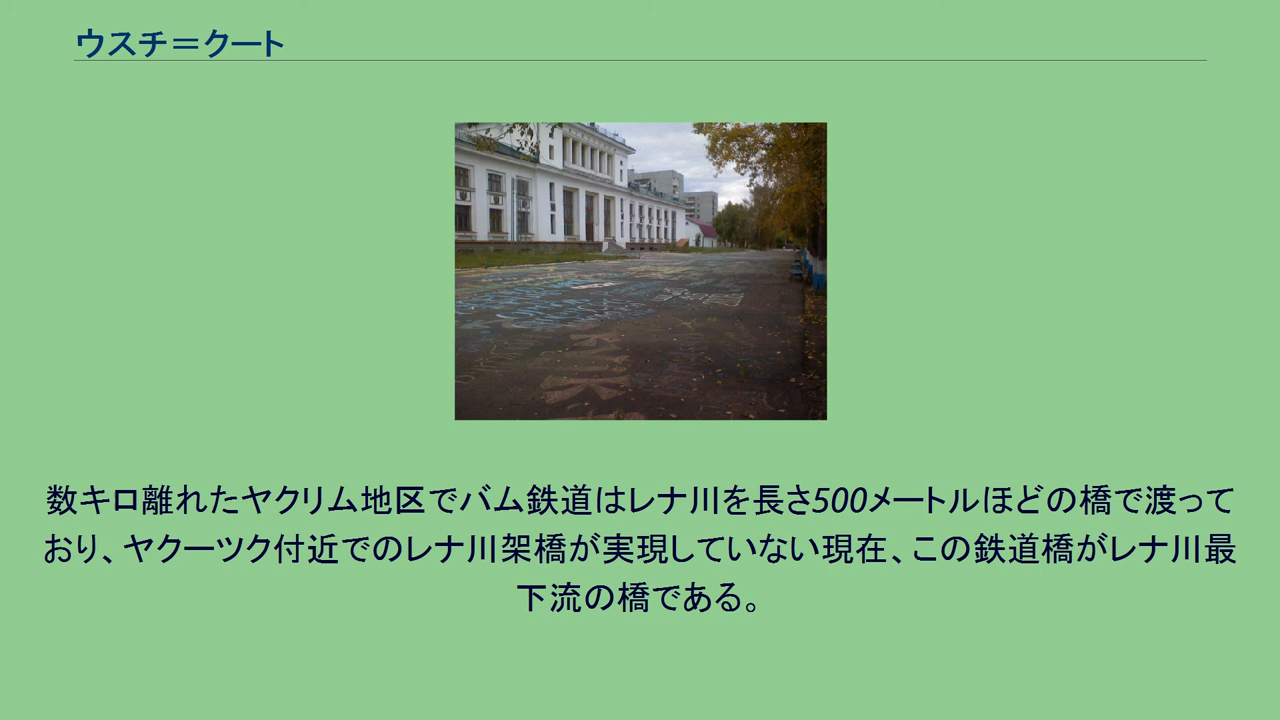 ウスチ＝クート
数キロ離れたヤクリム地区でバム鉄道はレナ川を長さ500メートルほどの橋で渡って
おり、ヤクーツク付近でのレナ川架橋が実現していない現在、この鉄道橋がレナ川最
下流の橋である。